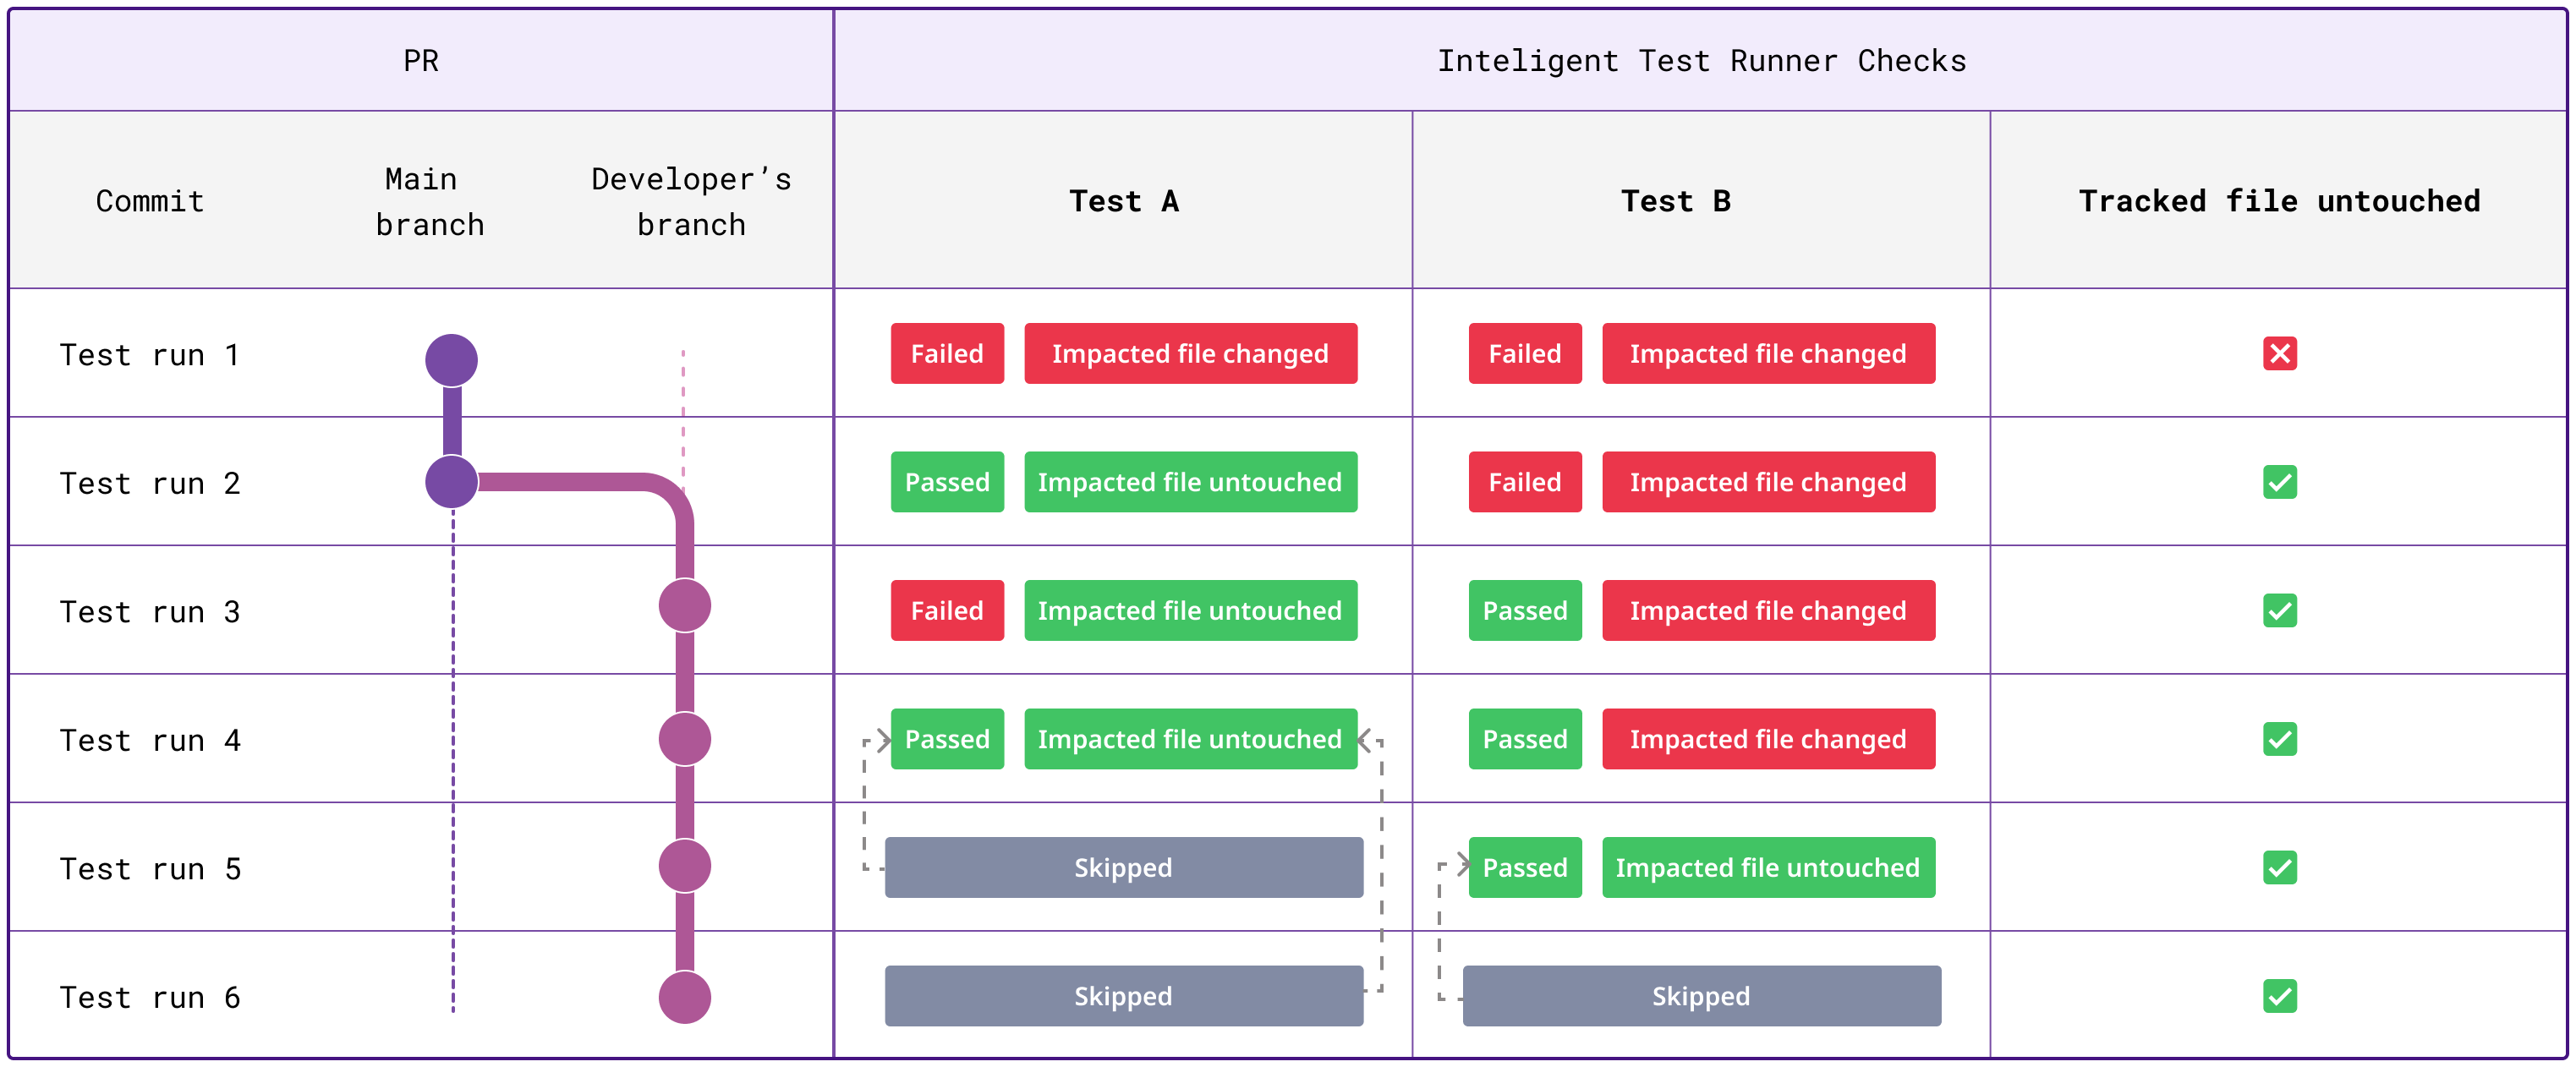 PR
Inteligent Test Runner Checks
Commit
Main
branch
Developer’s
branch
Test A
Test B
Tracked file untouched
Test run 1
Failed
Impacted file changed
Failed
Impacted file changed
Test run 2
Passed
Impacted file untouched
Failed
Impacted file changed
Test run 3
Failed
Impacted file untouched
Passed
Impacted file changed
Test run 4
Passed
Impacted file untouched
Passed
Impacted file changed
Test run 5
Skipped
Passed
Impacted file untouched
Test run 6
Skipped
Skipped